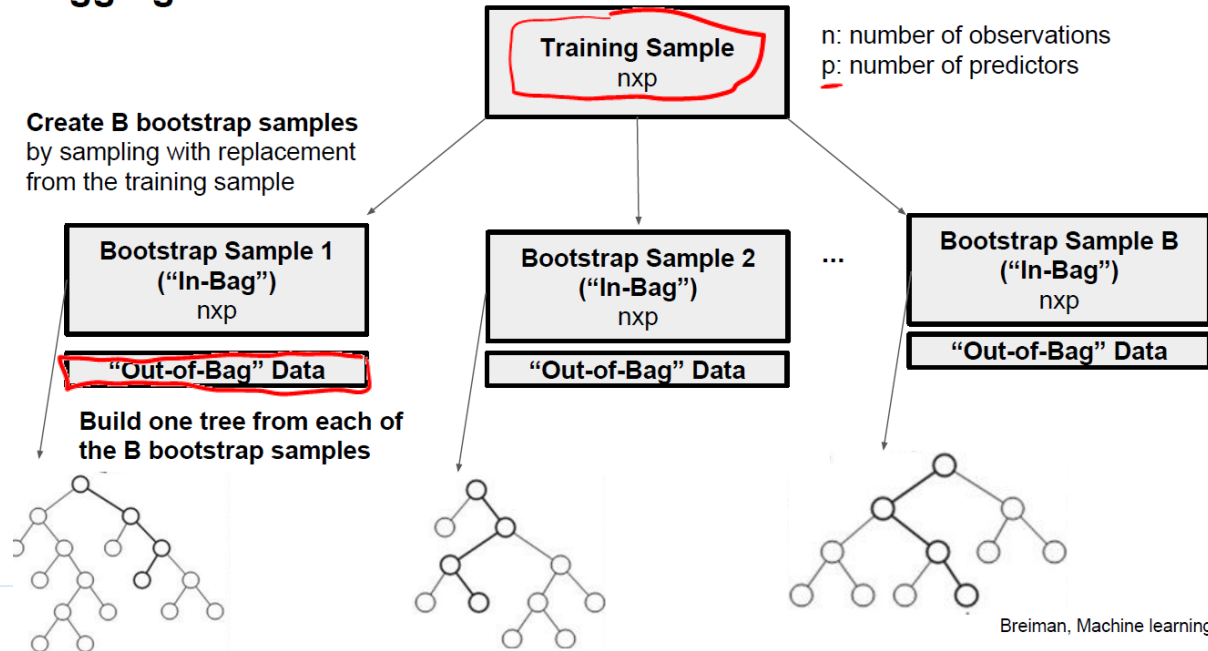 Training Sample
nxp
n: number of observations
p: number of predictors
Create B bootstrap samples
by sampling with replacement
from the training sample
Bootstrap Sample 1
(“In-Bag”)
nxp
Bootstrap Sample 2
(“In-Bag”)
nxp
...
Bootstrap Sample B
(“In-Bag”)
nxp
“Out-of-Bag” Data
“Out-of-Bag” Data
“Out-of-Bag” Data
Build one tree from each of
the B bootstrap samples
Breiman, Machine learning